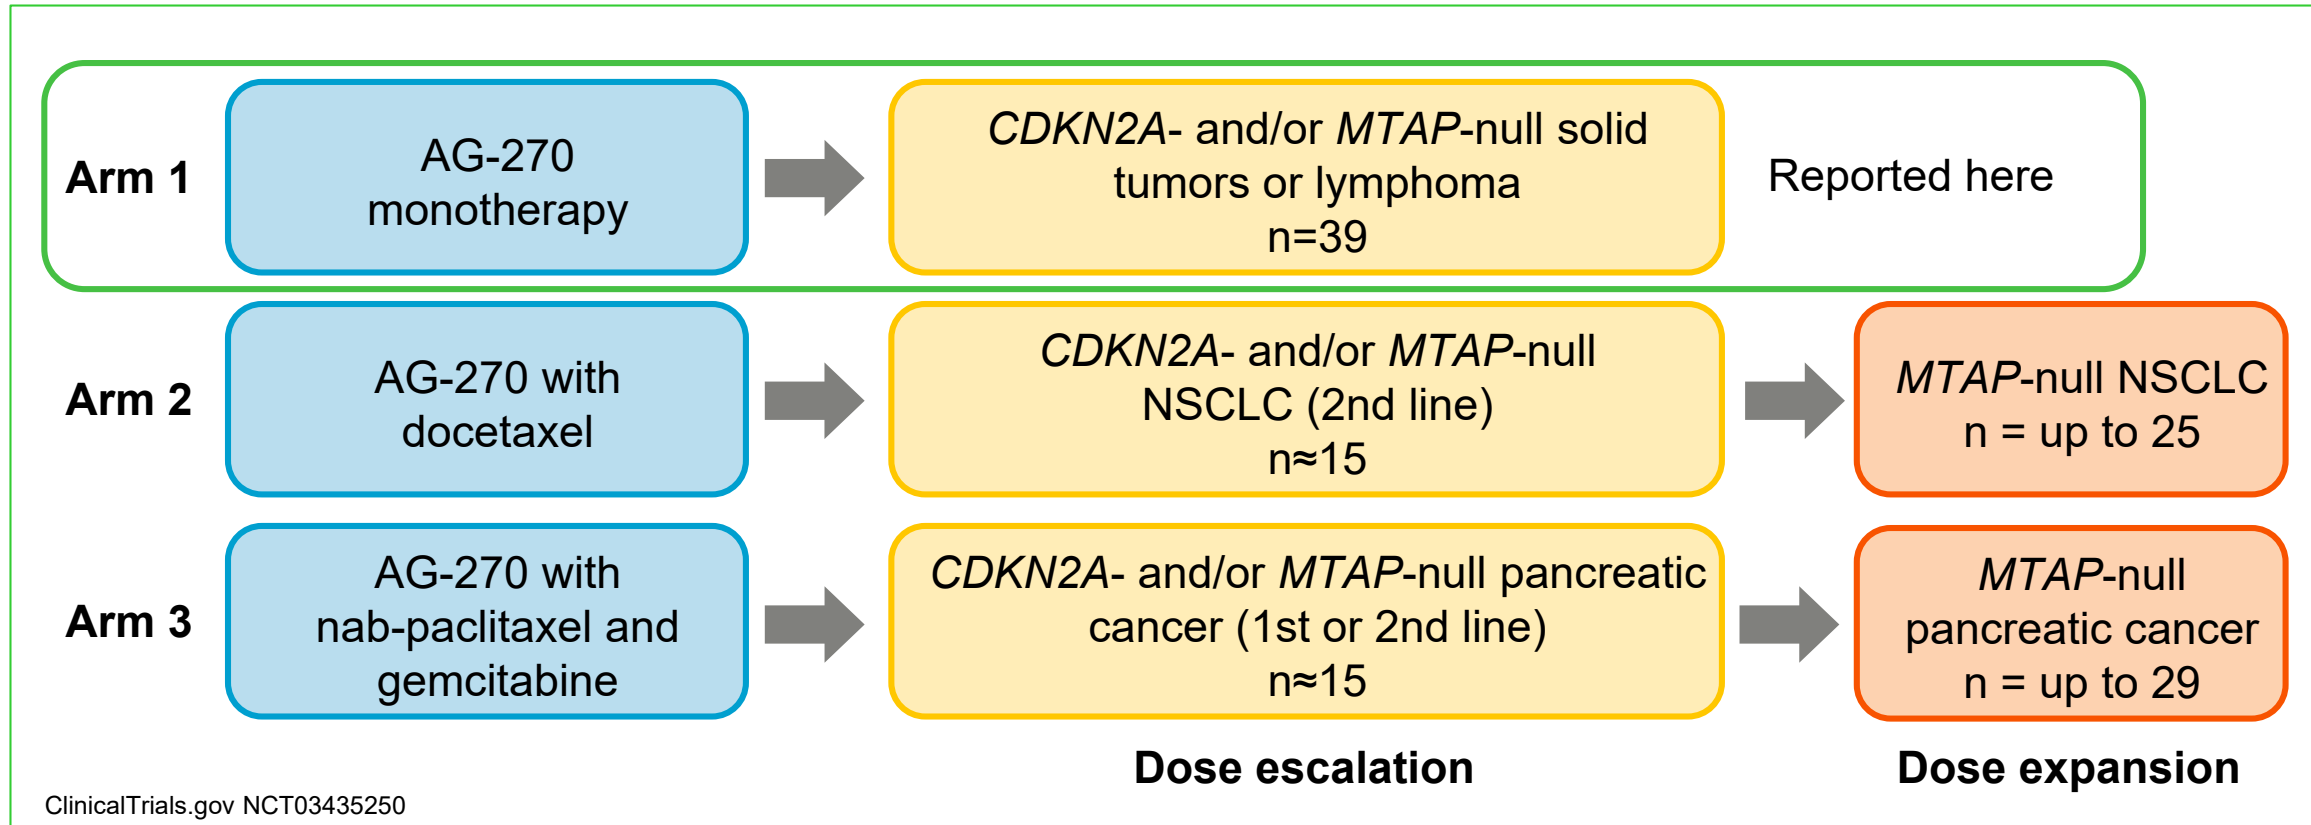 Arm 1
AG-270
monotherapy
CDKN2A- and/or MTAP-null solid
tumors or lymphoma
n=39
Reported here
Arm 2
AG-270 with
docetaxel
CDKN2A- and/or MTAP-null
NSCLC (2nd line)
n≈15
MTAP-null NSCLC
n = up to 25
Arm 3
AG-270 with
nab-paclitaxel and
gemcitabine
CDKN2A- and/or MTAP-null pancreatic
cancer (1st or 2nd line)
n≈15
MTAP-null
pancreatic cancer
n = up to 29
Dose escalation
Dose expansion
ClinicalTrials.gov NCT03435250